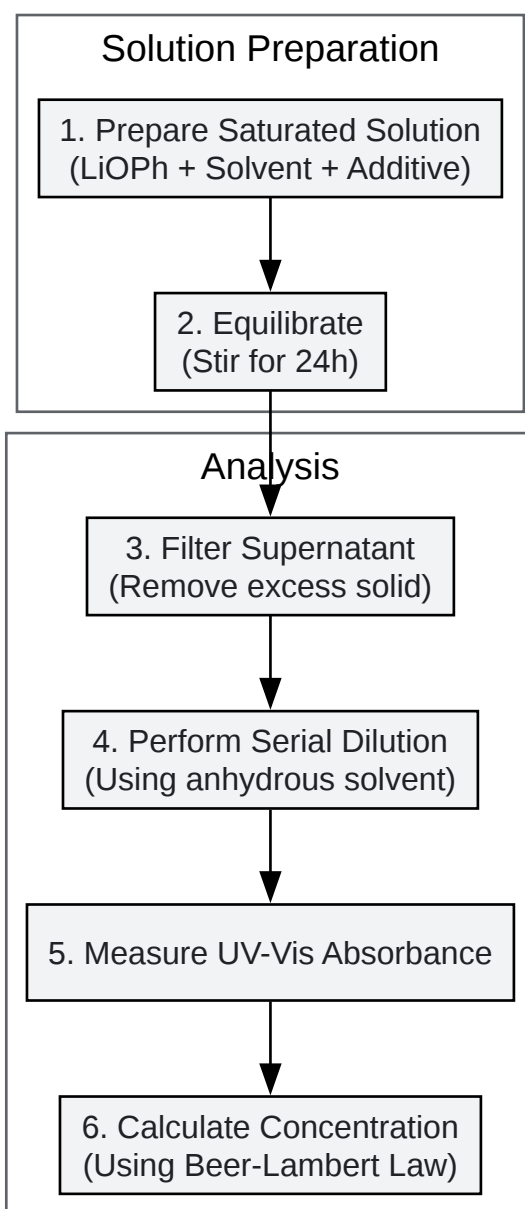 Solution Preparation
1. Prepare Saturated Solution
(LiOPh + Solvent + Additive)
2. Equilibrate
(Stir for 24h)
Analysis
3. Filter Supernatant
(Remove excess solid)
4. Perform Serial Dilution
(Using anhydrous solvent)
5. Measure UV-Vis Absorbance
6. Calculate Concentration
(Using Beer-Lambert Law)